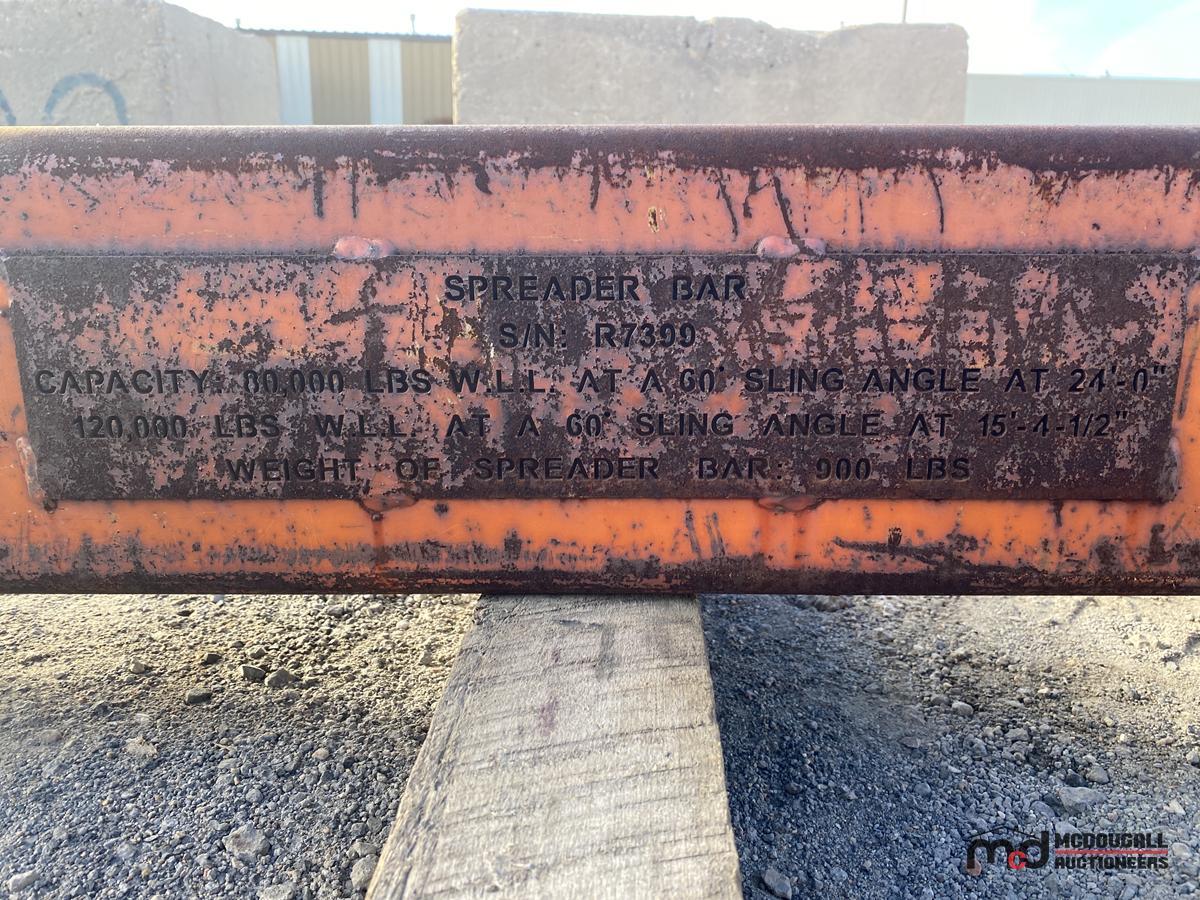 SPREADER BAR
S/N: R7399
CAPACITY: 80,000 LBS W.L.L. AT A 60° SLING ANGLE AT 24'-0"
120,000 LBS W.L.L. AT A 60° SLING ANGLE AT 15'-4-1/2"
WEIGHT OF SPREADER BAR: 900 LBS
mcd MCDOUGALL
AUCTIONEERS